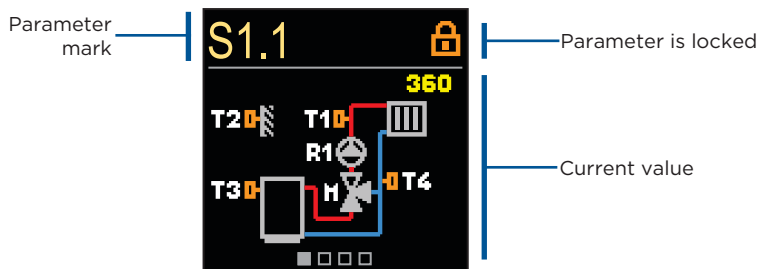 Parameter
mark
S1.1
Parameter is locked
360
T2
T1
R1
T3
M
T4
Current value